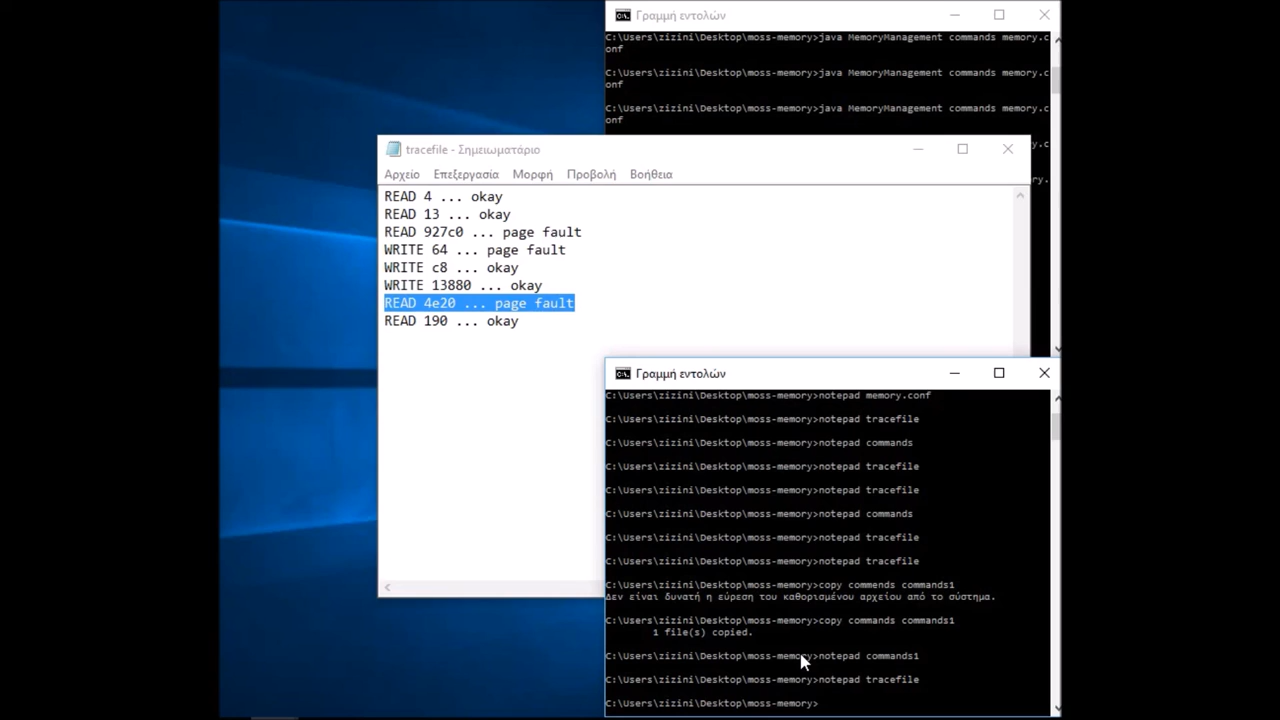 Γραμμή εντολών
C:\Users\zizini\Desktop\moss-memory>java MemoryManagement commands memory.c
onf
C:\Users\zizini\Desktop\moss-memory>java MemoryManagement commands memory.c
onf
C:\Users\zizini\Desktop\moss-memory>java MemoryManagement commands memory.c
onf
y.c
ry.
tracefile - Σημειωματάριο
Αρχείο Επεξεργασία Μορφή Προβολή Βοήθεια
READ 4 ... okay
READ 13 ... okay
READ 927c0 ... page fault
WRITE 64 ... page fault
WRITE c8 ... okay
WRITE 13880 ... okay
READ 4e20 ... page fault
READ 190 ... okay
Γραμμή εντολών
C:\Users\zizini\Desktop\moss-memory>notepad memory.conf
C:\Users\zizini\Desktop\moss-memory>notepad tracefile
C:\Users\zizini\Desktop\moss-memory>notepad commands
C:\Users\zizini\Desktop\moss-memory>notepad tracefile
C:\Users\zizini\Desktop\moss-memory>notepad tracefile
C:\Users\zizini\Desktop\moss-memory>notepad commands
C:\Users\zizini\Desktop\moss-memory>notepad tracefile
C:\Users\zizini\Desktop\moss-memory>notepad tracefile
C:\Users\zizini\Desktop\moss-memory>copy commends commands1
Δεν είναι δυνατή η εύρεση του καθορισμένου αρχείου από το σύστημα.
C:\Users\zizini\Desktop\moss-memory>copy commands commands1
1 file(s) copied.
C:\Users\zizini\Desktop\moss-memory>notepad commands1
C:\Users\zizini\Desktop\moss-memory>notepad tracefile
C:\Users\zizini\Desktop\moss-memory>